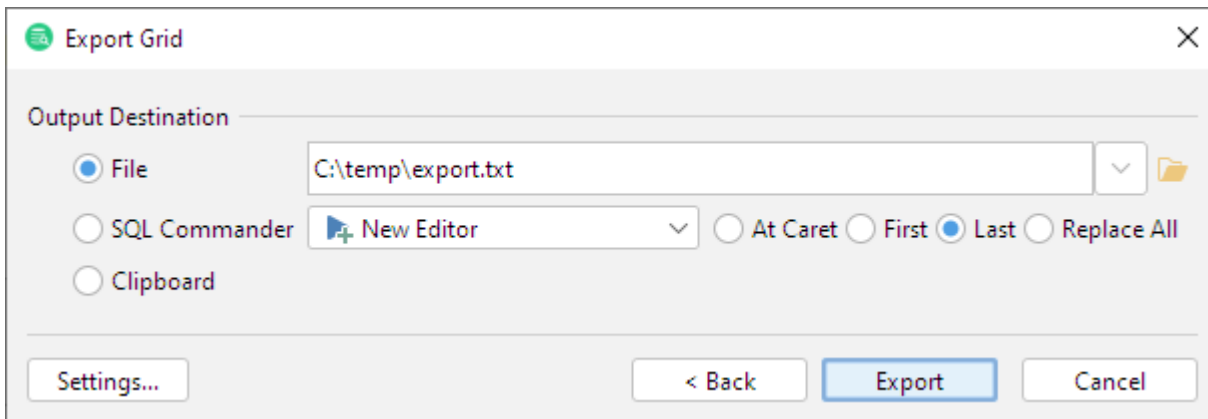 Export Grid
Output Destination
File C:\temp\export.txt
SQL Commander New Editor At Caret First Last Replace All
Clipboard
Settings... < Back Export Cancel